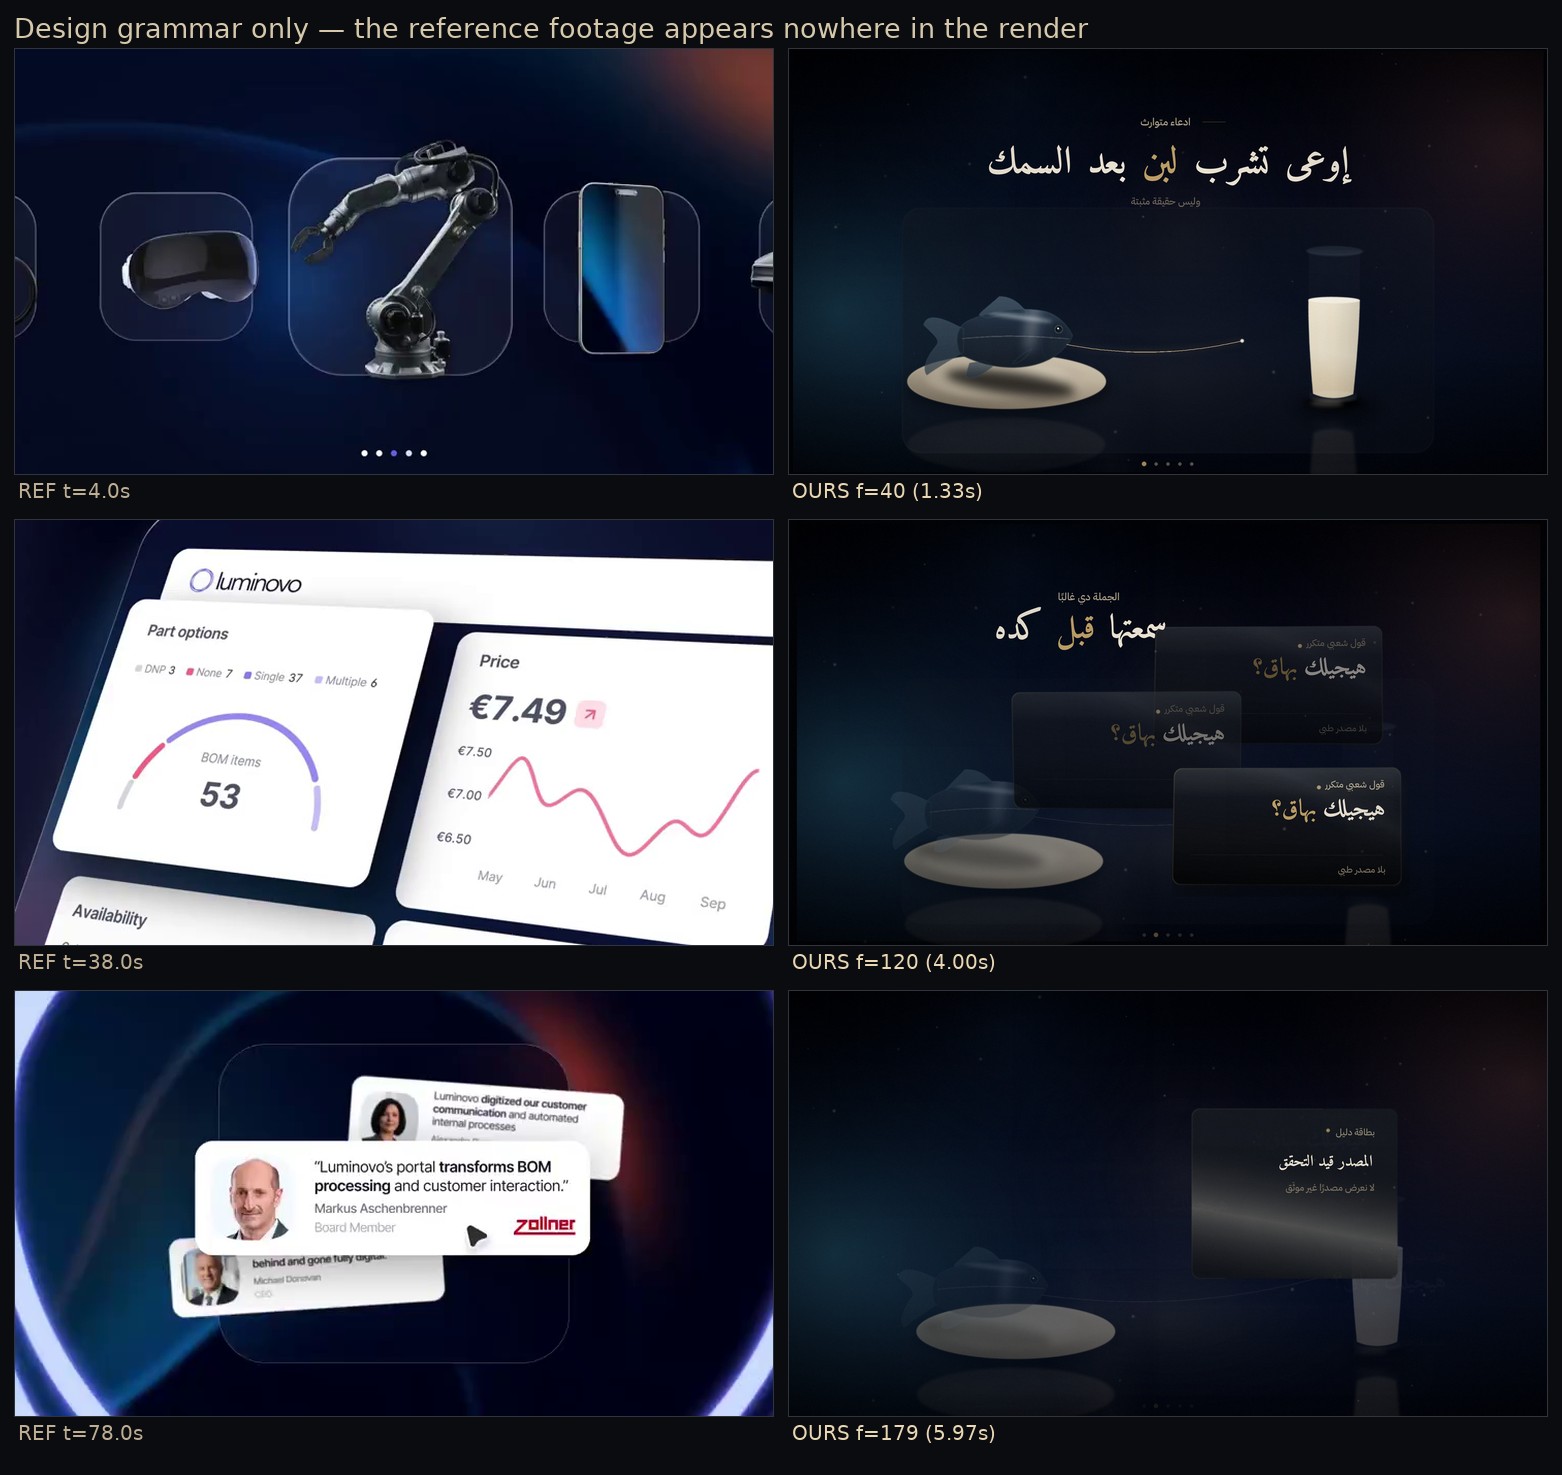 Design grammar only — the reference footage appears nowhere in the render
REF t=4.0s
ادعاء متوارث
إوعى تشرب لبن بعد السمك
وليس حقيقة مثبتة
OURS f=40 (1.33s)
luminovo
Part options
DNP 3 None 7 Single 37 Multiple 6
BOM items
53
Price
€7.49
€7.50
€7.00
€6.50
May Jun Jul Aug Sep
Availability
REF t=38.0s
الجملة دي غالبًا
سمعتها قبل كده
قول شعبي متكرر
هيجيلك بهاق؟
بلا مصدر طبي
قول شعبي متكرر
هيجيلك بهاق؟
قول شعبي متكرر
هيجيلك بهاق؟
بلا مصدر طبي
OURS f=120 (4.00s)
Luminovo digitized our customer
communication and automated
internal processes
“Luminovo’s portal transforms BOM
processing and customer interaction.”
Markus Aschenbrenner
Board Member
zollner
behind and gone fully digital.
Michael Donovan
CEO
REF t=78.0s
بطاقة دليل
المصدر قيد التحقق
لا نعرض مصدرًا غير موثق
OURS f=179 (5.97s)